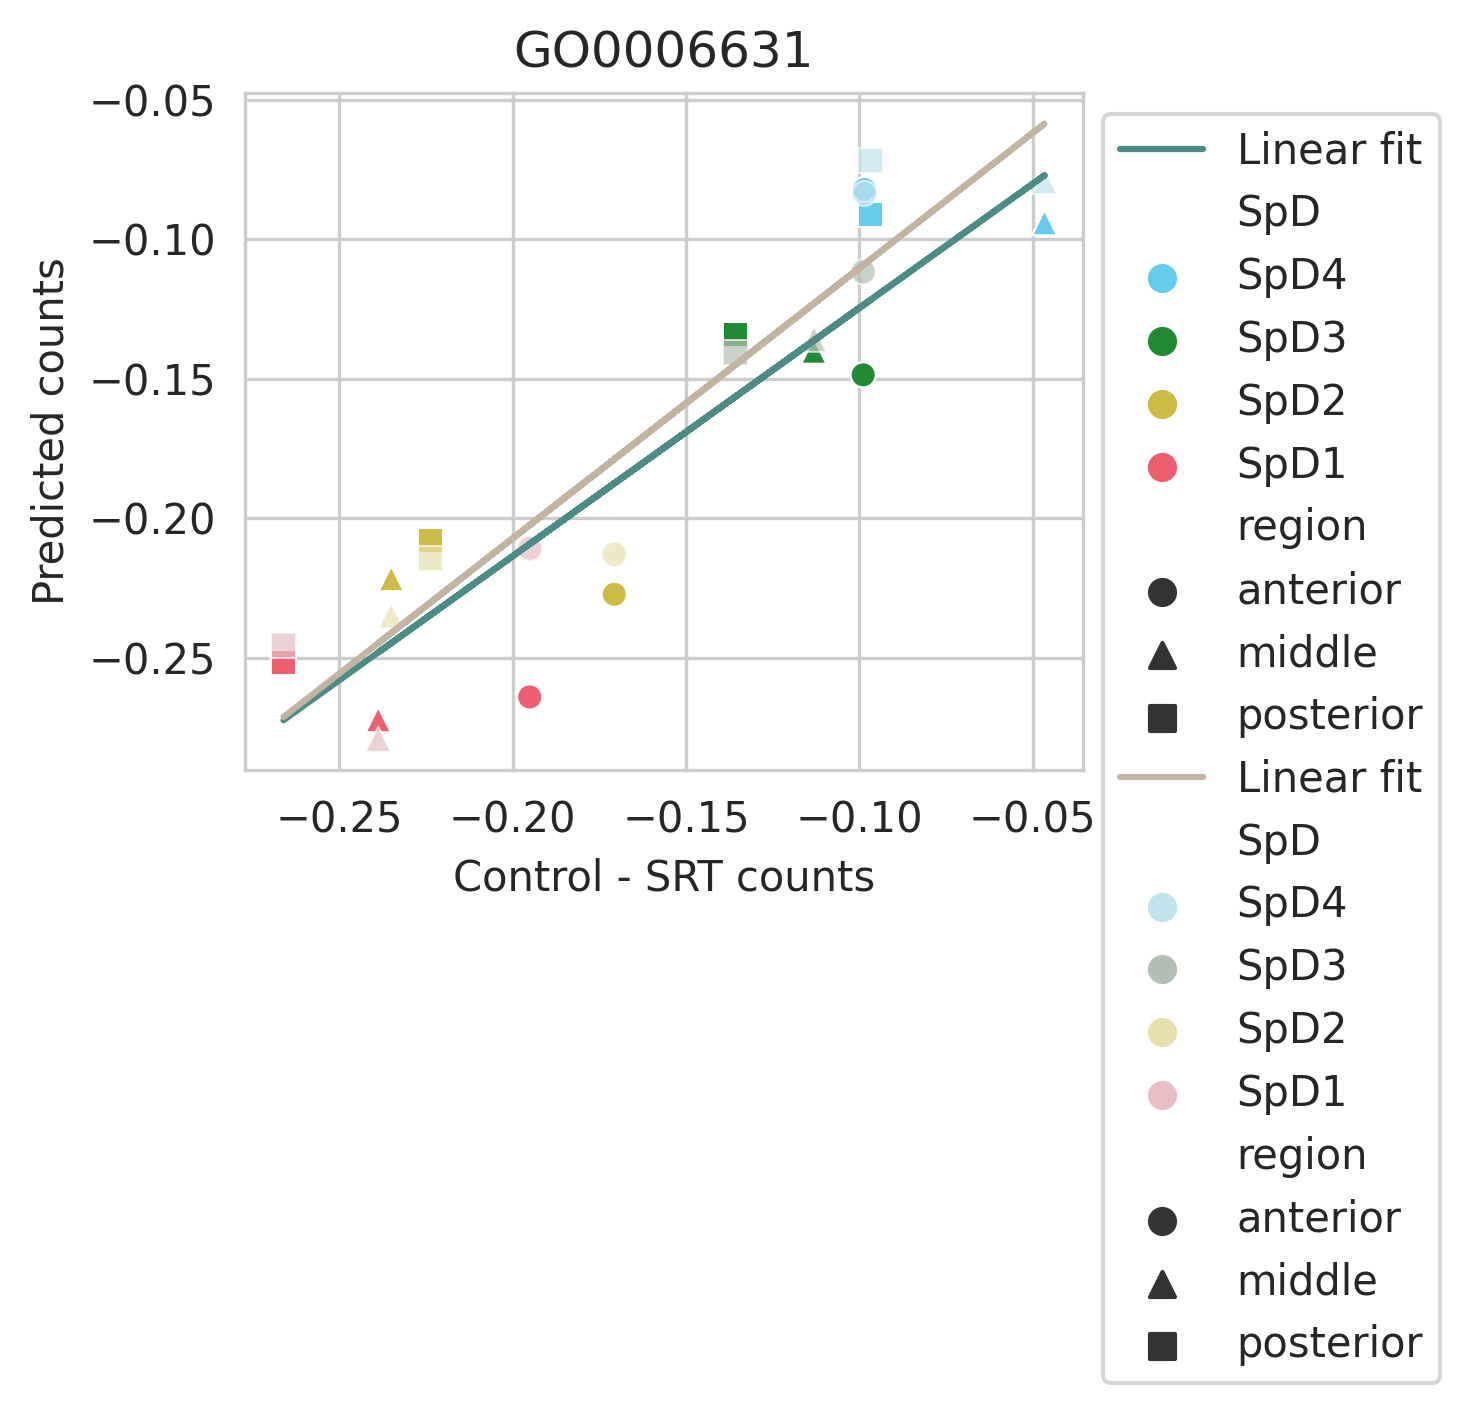 GO0006631
−0.05
−0.10
−0.15
−0.20
−0.25
Predicted counts
−0.25
−0.20
−0.15
−0.10
−0.05
Control - SRT counts
Linear fit
SpD
SpD4
SpD3
SpD2
SpD1
region
anterior
middle
posterior
Linear fit
SpD
SpD4
SpD3
SpD2
SpD1
region
anterior
middle
posterior